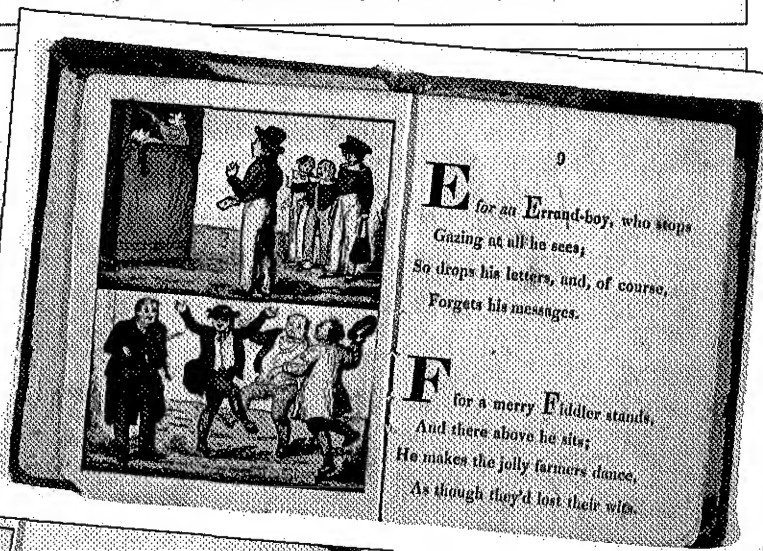 9
E for an Errand-boy, who stops
Gazing at all he sees,
So drops his letters, and, of course,
Forgets his messages.
F for a merry Fiddler stands,
And there above he sits;
He makes the jolly farmers dance,
As though they'd lost their wits.